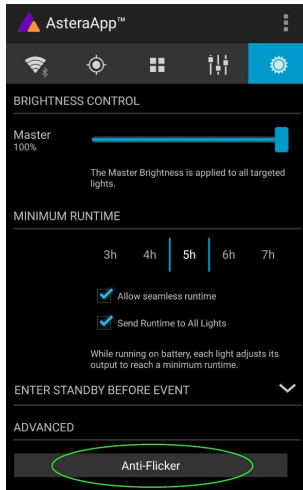 AsteraApp™
BRIGHTNESS CONTROL
Master
100%
The Master Brightness is applied to all targeted
lights.
MINIMUM RUNTIME
3h 4h 5h 6h 7h
Allow seamless runtime
Send Runtime to All Lights
While running on battery, each light adjusts its
output to reach a minimum runtime.
ENTER STANDBY BEFORE EVENT
ADVANCED
Anti-Flicker